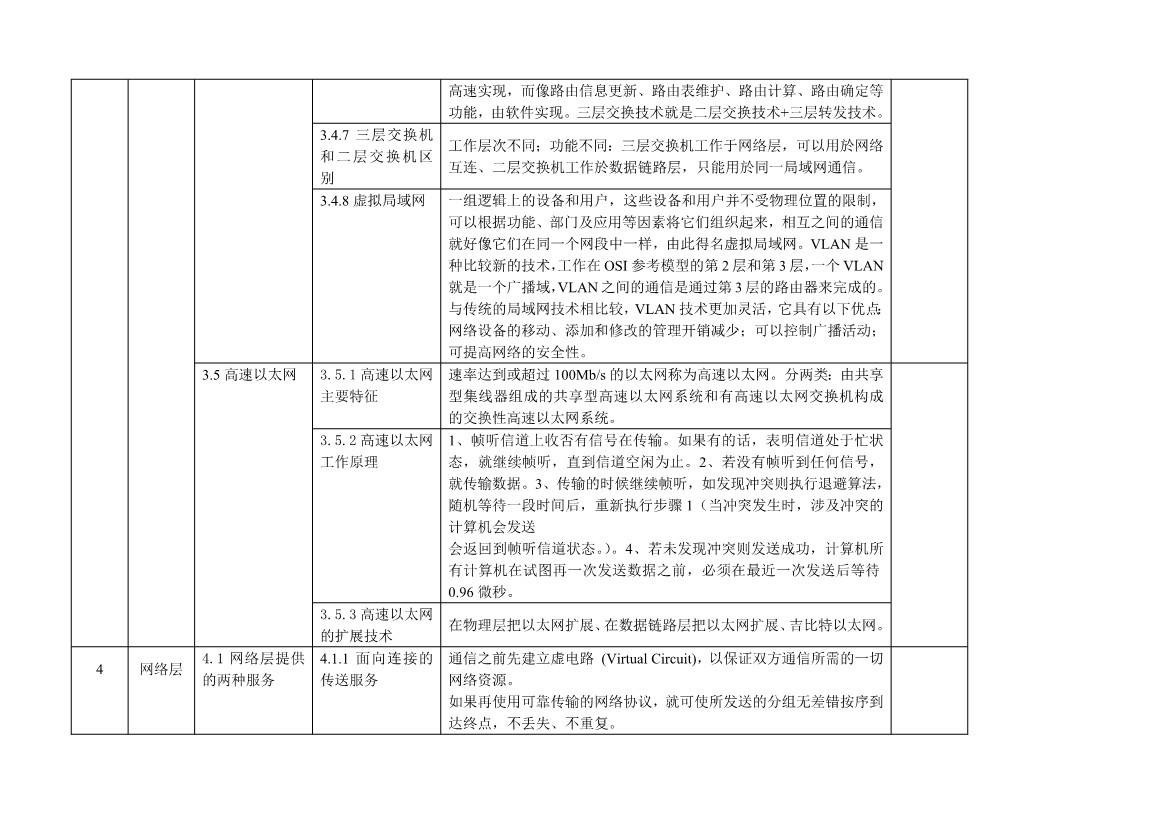 高速实现，而像路由信息更新、路由表维护、路由计算、路由确定等
功能，由软件实现。三层交换技术就是二层交换技术+三层转发技术。
3.4.7 三层交换机
和二层交换机区
别
工作层次不同；功能不同：三层交换机工作于网络层，可以用於网络
互连、二层交换机工作於数据链路层，只能用於同一局域网通信。
3.4.8 虚拟局域网
一组逻辑上的设备和用户，这些设备和用户并不受物理位置的限制，
可以根据功能、部门及应用等因素将它们组织起来，相互之间的通信
就好像它们在同一个网段中一样，由此得名虚拟局域网。VLAN 是一
种比较新的技术，工作在 OSI 参考模型的第 2 层和第 3 层，一个 VLAN
就是一个广播域，VLAN 之间的通信是通过第 3 层的路由器来完成的。
与传统的局域网技术相比较，VLAN 技术更加灵活，它具有以下优点：
网络设备的移动、添加和修改的管理开销减少；可以控制广播活动；
可提高网络的安全性。
3.5 高速以太网
3.5.1 高速以太网
主要特征
速率达到或超过 100Mb/s 的以太网称为高速以太网。分两类：由共享
型集线器组成的共享型高速以太网系统和有高速以太网交换机构成
的交换性高速以太网系统。
3.5.2 高速以太网
工作原理
1、帧听信道上收否有信号在传输。如果有的话，表明信道处于忙状
态，就继续帧听，直到信道空闲为止。2、若没有帧听到任何信号，
就传输数据。3、传输的时候继续帧听，如发现冲突则执行退避算法，
随机等待一段时间后，重新执行步骤 1（当冲突发生时，涉及冲突的
计算机会发送
会返回到帧听信道状态。）。4、若未发现冲突则发送成功，计算机所
有计算机在试图再一次发送数据之前，必须在最近一次发送后等待
0.96 微秒。
3.5.3 高速以太网
的扩展技术
在物理层把以太网扩展、在数据链路层把以太网扩展、吉比特以太网。
4
网络层
4.1 网络层提供
的两种服务
4.1.1 面向连接的
传送服务
通信之前先建立虚电路 (Virtual Circuit)，以保证双方通信所需的一切
网络资源。
如果再使用可靠传输的网络协议，就可使所发送的分组无差错按序到
达终点，不丢失、不重复。